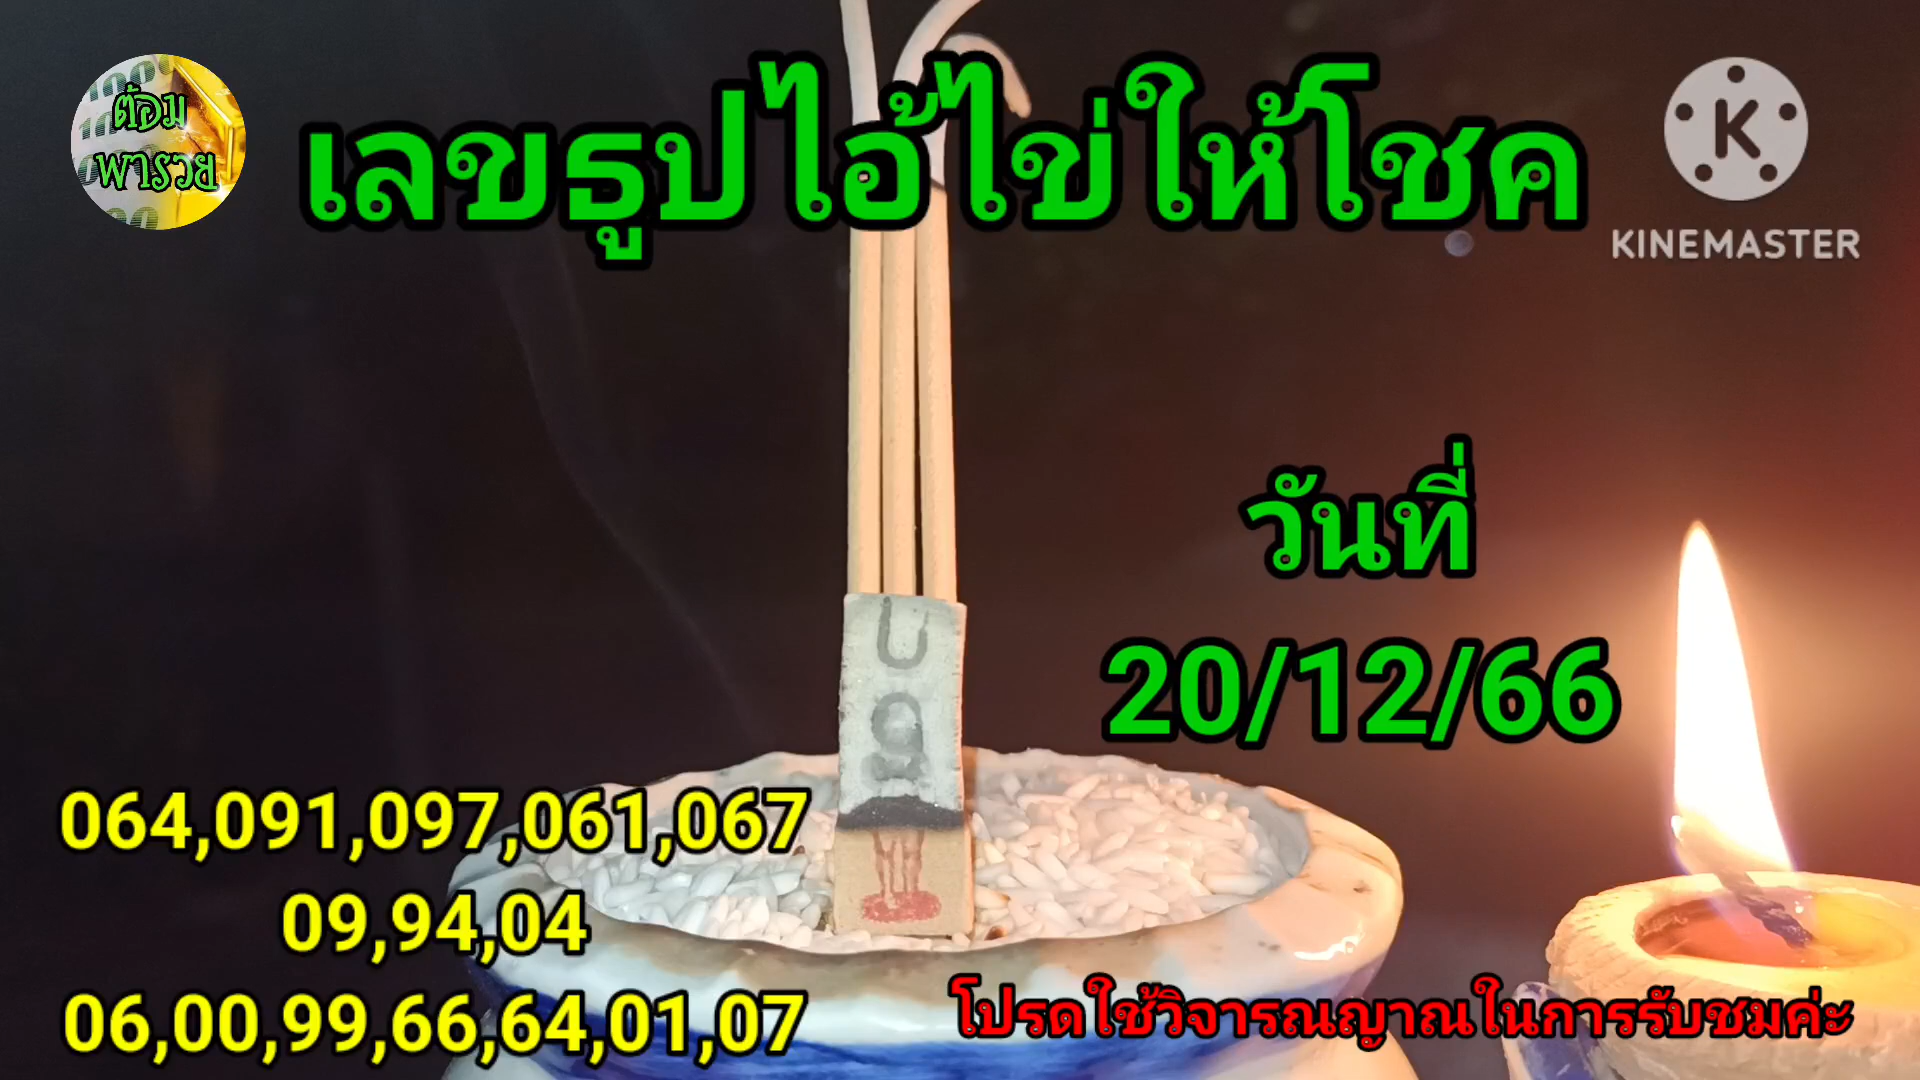 ต้อม
พารวย
เลขธูปไอ้ไข่ให้โชค
K
KINEMASTER
วันที่
20/12/66
064,091,097,061,067
09,94,04
06,00,99,66,64,01,07
โปรดใช้วิจารณญาณในการรับชมค่ะ